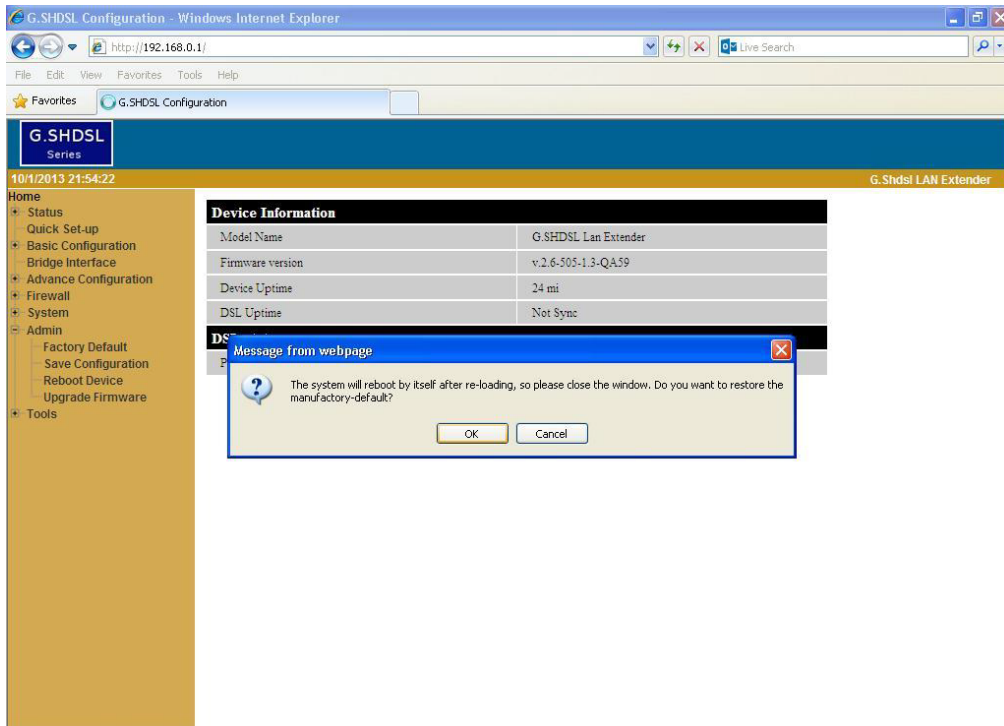 G.SHDSL Configuration - Windows Internet Explorer
http://192.168.0.1/
Live Search
File Edit View Favorites Tools Help
Favorites
G.SHDSL Configuration
G.SHDSL
Series
10/1/2013 21:54:22
G.Shdsl LAN Extender
Home
Status
Quick Set-up
Basic Configuration
Bridge Interface
Advance Configuration
Firewall
System
Admin
Factory Default
Save Configuration
Reboot Device
Upgrade Firmware
Tools
Device Information
Model Name G.SHDSL Lan Extender
Firmware version v.2.6-505-1.3-QA59
Device Uptime 24 mi
DSL Uptime Not Sync
Message from webpage
The system will reboot by itself after re-loading, so please close the window. Do you want to restore the
manufactory-default?
OK Cancel